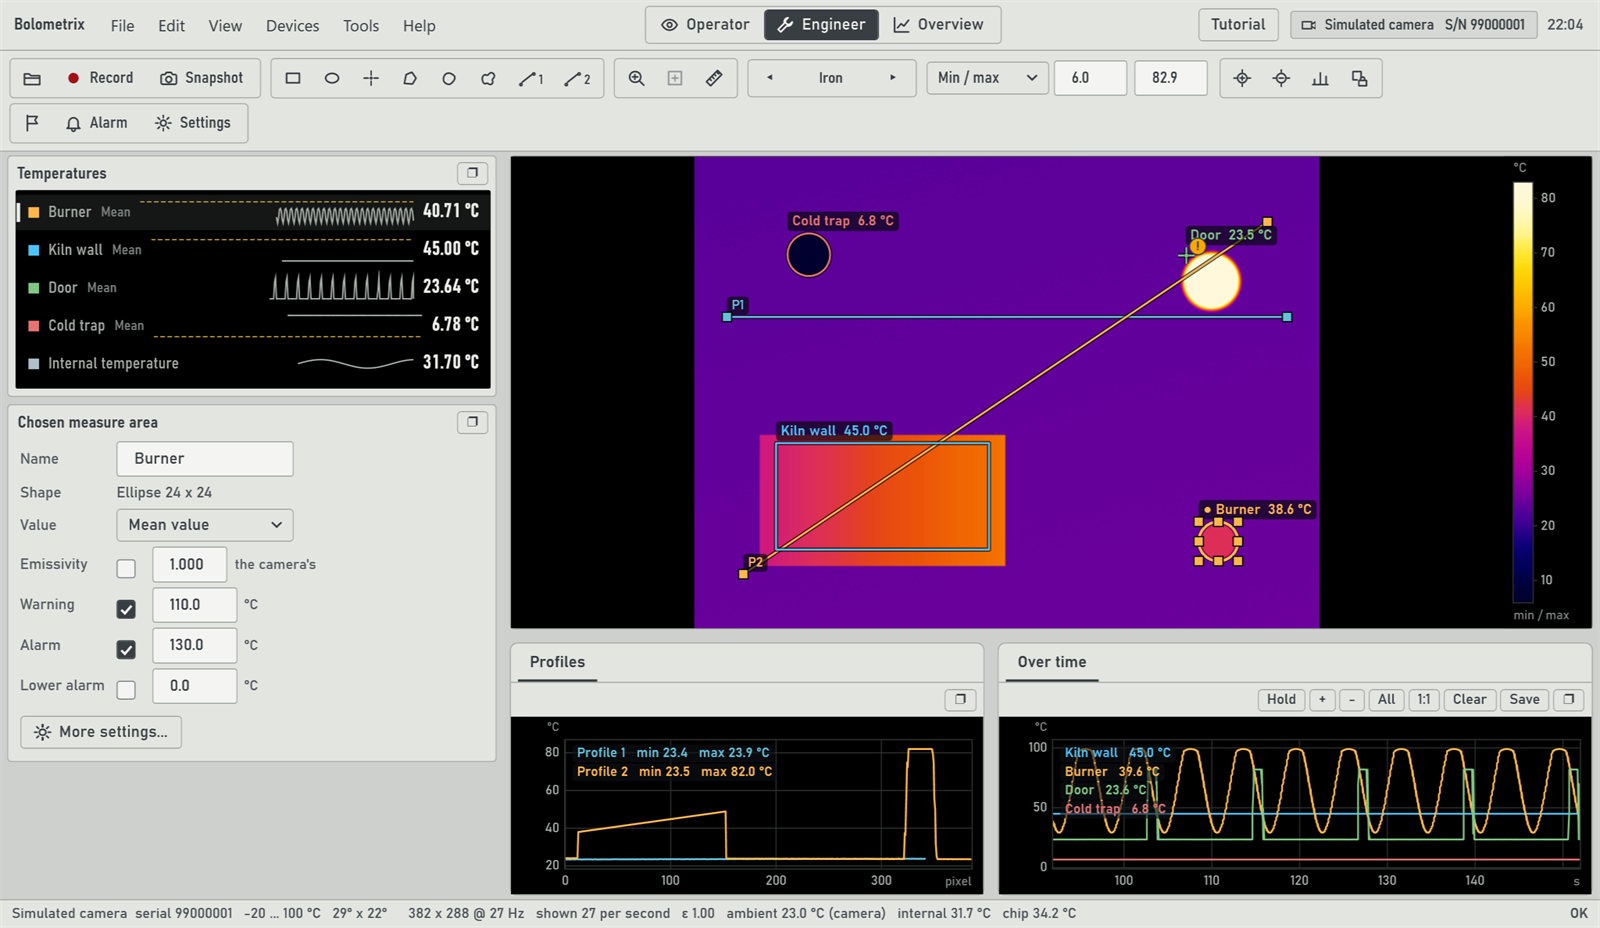 Bolometrix File Edit View Devices Tools Help Operator Engineer Overview Tutorial Simulated camera S/N 99000001 22:04
Record Snapshot 1 2 Iron Min / max 6.0 82.9
Alarm Settings
Temperatures
Burner Mean 40.71 °C
Kiln wall Mean 45.00 °C
Door Mean 23.64 °C
Cold trap Mean 6.78 °C
Internal temperature 31.70 °C
Chosen measure area
Name Burner
Shape Ellipse 24 x 24
Value Mean value
Emissivity 1.000 the camera's
Warning 110.0 °C
Alarm 130.0 °C
Lower alarm 0.0 °C
More settings...
°C
Cold trap 6.8 °C
Door 23.5 °C
!
P1
Kiln wall 45.0 °C
Burner 38.6 °C
P2
80
70
60
50
40
30
20
10
min / max
Profiles
°C
80
60
40
20
Profile 1 min 23.4 max 23.9 °C
Profile 2 min 23.5 max 82.0 °C
0 100 200 300 pixel
Over time
Hold + - All 1:1 Clear Save
°C
100
50
0
Kiln wall 45.0 °C
Burner 39.6 °C
Door 23.6 °C
Cold trap 6.8 °C
100 110 120 130 140 s
Simulated camera serial 99000001 -20 ... 100 °C 29° x 22° 382 x 288 @ 27 Hz shown 27 per second ε 1.00 ambient 23.0 °C (camera) internal 31.7 °C chip 34.2 °C OK